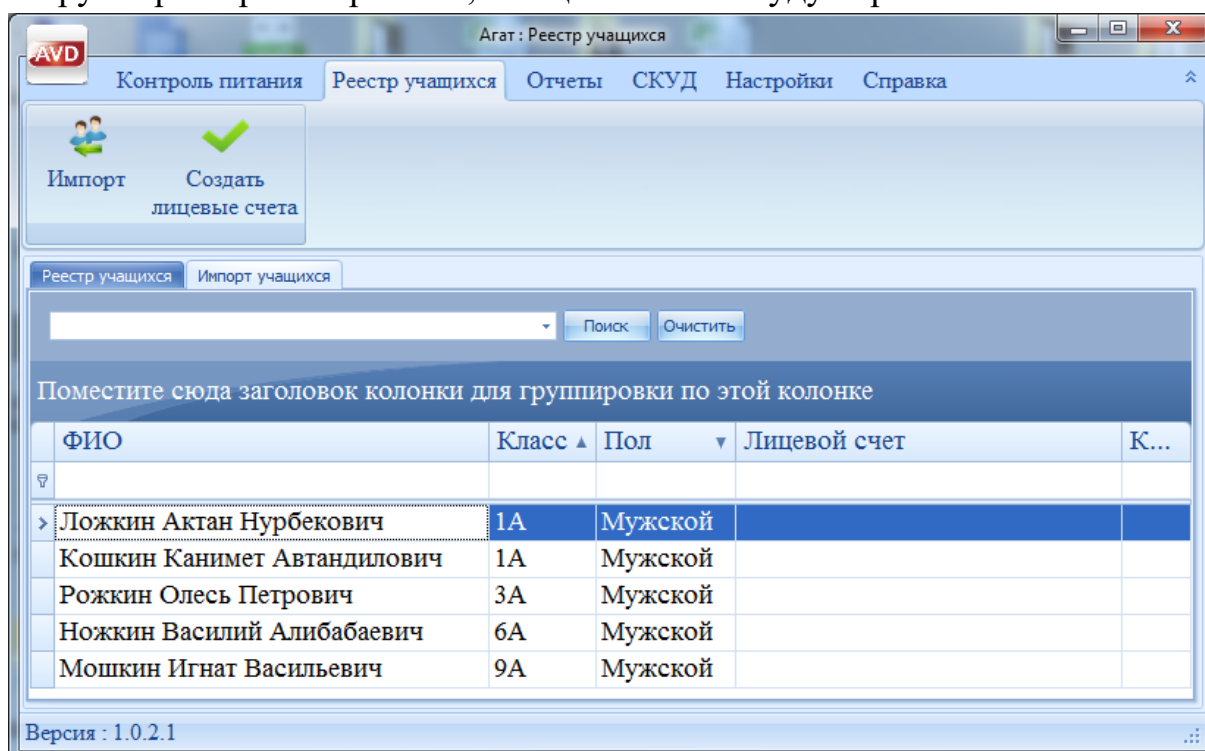 Агат : Реестр учащихся
AVD
Контроль питания Реестр учащихся Отчеты СКУД Настройки Справка
Импорт Создать лицевые счета
Реестр учащихся Импорт учащихся
Поиск Очистить
Поместите сюда заголовок колонки для группировки по этой колонке
ФИО Класс Пол Лицевой счет К...
Ложкин Актан Нурбекович 1А Мужской
Кошкин Канимет Автандилович 1А Мужской
Рожкин Олесь Петрович 3А Мужской
Ножкин Василий Алибабаевич 6А Мужской
Мошкин Игнат Васильевич 9А Мужской
Версия : 1.0.2.1